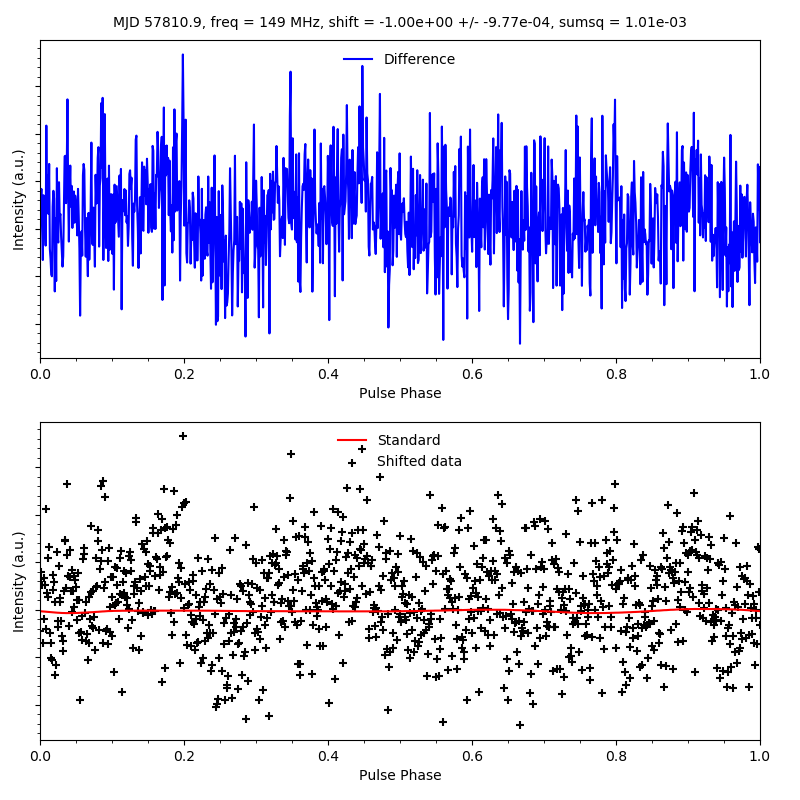 MJD 57810.9, freq = 149 MHz, shift = -1.00e+00 +/- -9.77e-04, sumsq = 1.01e-03
Difference
Intensity (a.u.)
0.0 0.2 0.4 0.6 0.8 1.0
Pulse Phase
Standard
Shifted data
Intensity (a.u.)
0.0 0.2 0.4 0.6 0.8 1.0
Pulse Phase